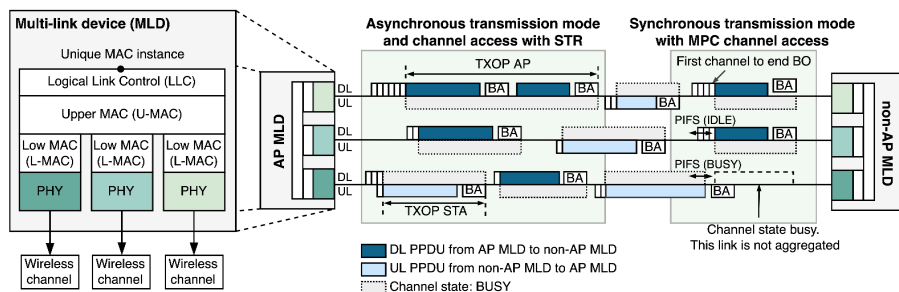 Multi-link device (MLD)
Unique MAC instance
Logical Link Control (LLC)
Upper MAC (U-MAC)
Low MAC
(L-MAC)
Low MAC
(L-MAC)
Low MAC
(L-MAC)
PHY
PHY
PHY
Wireless
channel
Wireless
channel
Wireless
channel
AP MLD
Asynchronous transmission mode
and channel access with STR
Synchronous transmission mode
with MPC channel access
TXOP AP
First channel to end BO
DL
UL
BA
BA
BA
BA
DL
UL
BA
BA
PIFS (IDLE)
BA
DL
UL
BA
BA
PIFS (BUSY)
BA
TXOP STA
Channel state busy.
This link is not aggregated
non-AP MLD
DL PPDU from AP MLD to non-AP MLD
UL PPDU from non-AP MLD to AP MLD
Channel state: BUSY